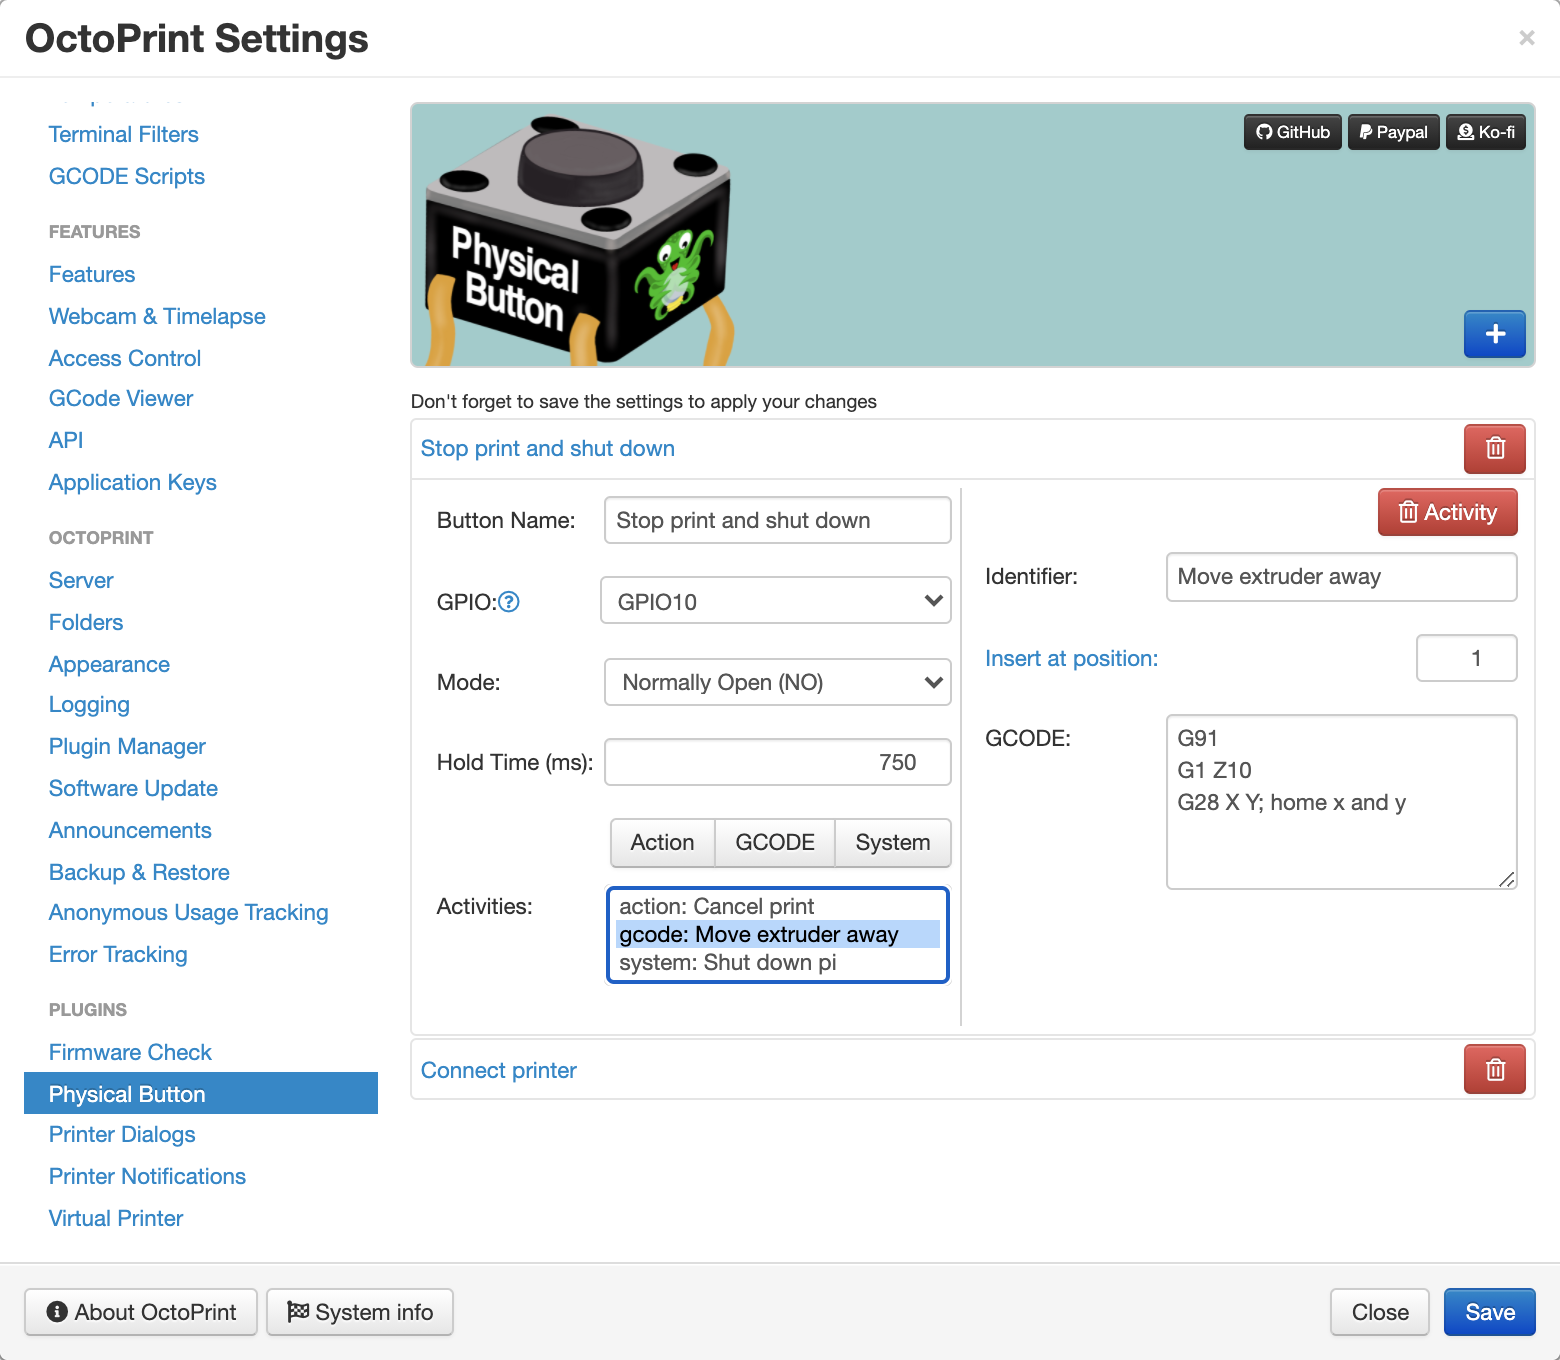 OctoPrint Settings
×
Terminal Filters
GCODE Scripts
FEATURES
Features
Webcam & Timelapse
Access Control
GCode Viewer
API
Application Keys
OCTOPRINT
Server
Folders
Appearance
Logging
Plugin Manager
Software Update
Announcements
Backup & Restore
Anonymous Usage Tracking
Error Tracking
PLUGINS
Firmware Check
Physical Button
Printer Dialogs
Printer Notifications
Virtual Printer
Physical
Button
GitHub
Paypal
Ko-fi
+
Don't forget to save the settings to apply your changes
Stop print and shut down
Button Name: Stop print and shut down
GPIO:? GPIO10
Mode: Normally Open (NO)
Hold Time (ms): 750
Action GCODE System
Activities:
action: Cancel print
gcode: Move extruder away
system: Shut down pi
Activity
Identifier: Move extruder away
Insert at position: 1
GCODE:
G91
G1 Z10
G28 X Y; home x and y
Connect printer
About OctoPrint
System info
Close
Save